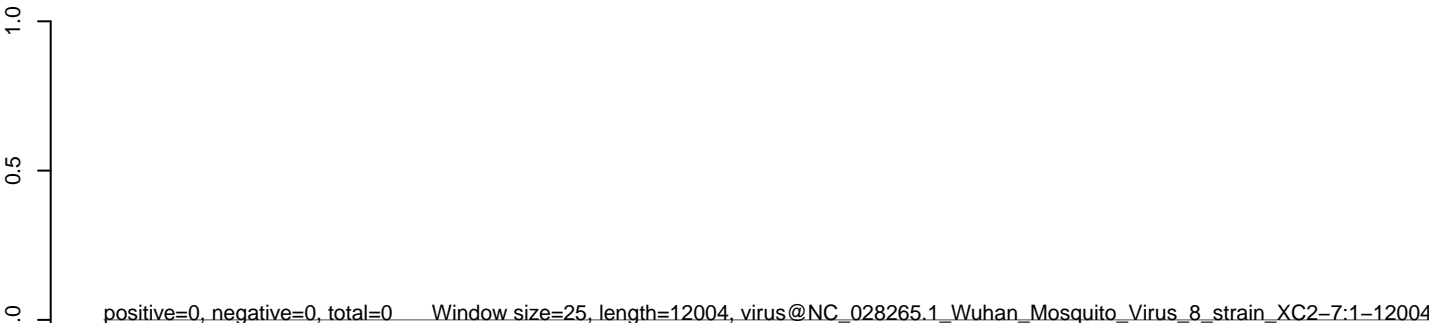 1.0
0.5
.0
positive=0, negative=0, total=0 Window size=25, length=12004, virus@NC_028265.1_Wuhan_Mosquito_Virus_8_strain_XC2−7:1−12004